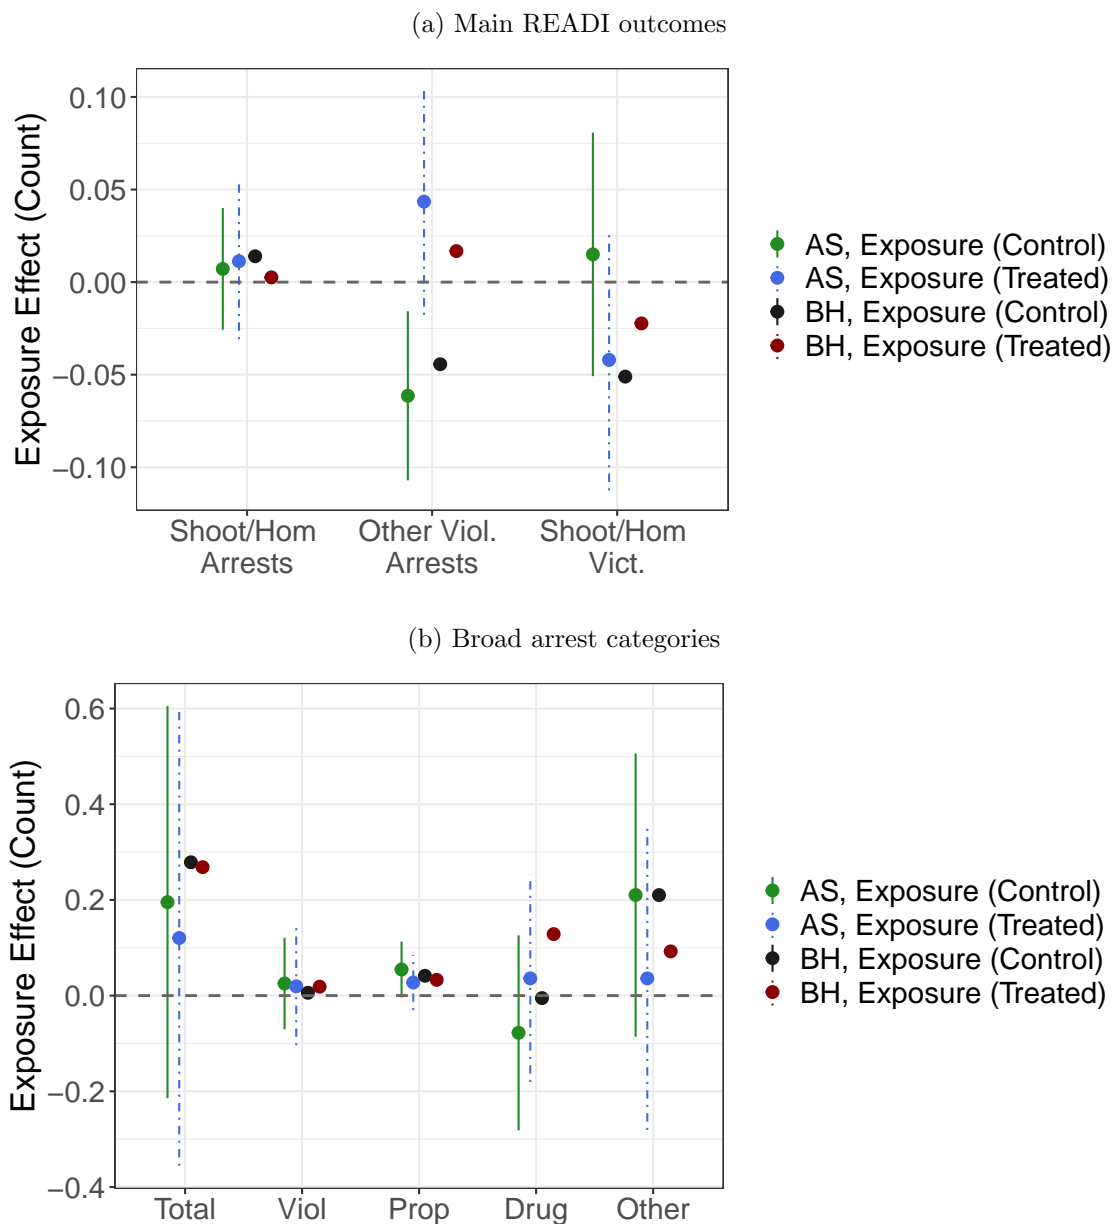 (a) Main READI outcomes
Exposure Effect (Count)
0.10
0.05
0.00
−0.05
−0.10
Shoot/Hom
Arrests
Other Viol.
Arrests
Shoot/Hom
Vict.
AS, Exposure (Control)
AS, Exposure (Treated)
BH, Exposure (Control)
BH, Exposure (Treated)
(b) Broad arrest categories
Exposure Effect (Count)
0.6
0.4
0.2
0.0
−0.2
−0.4
Total
Viol
Prop
Drug
Other
AS, Exposure (Control)
AS, Exposure (Treated)
BH, Exposure (Control)
BH, Exposure (Treated)